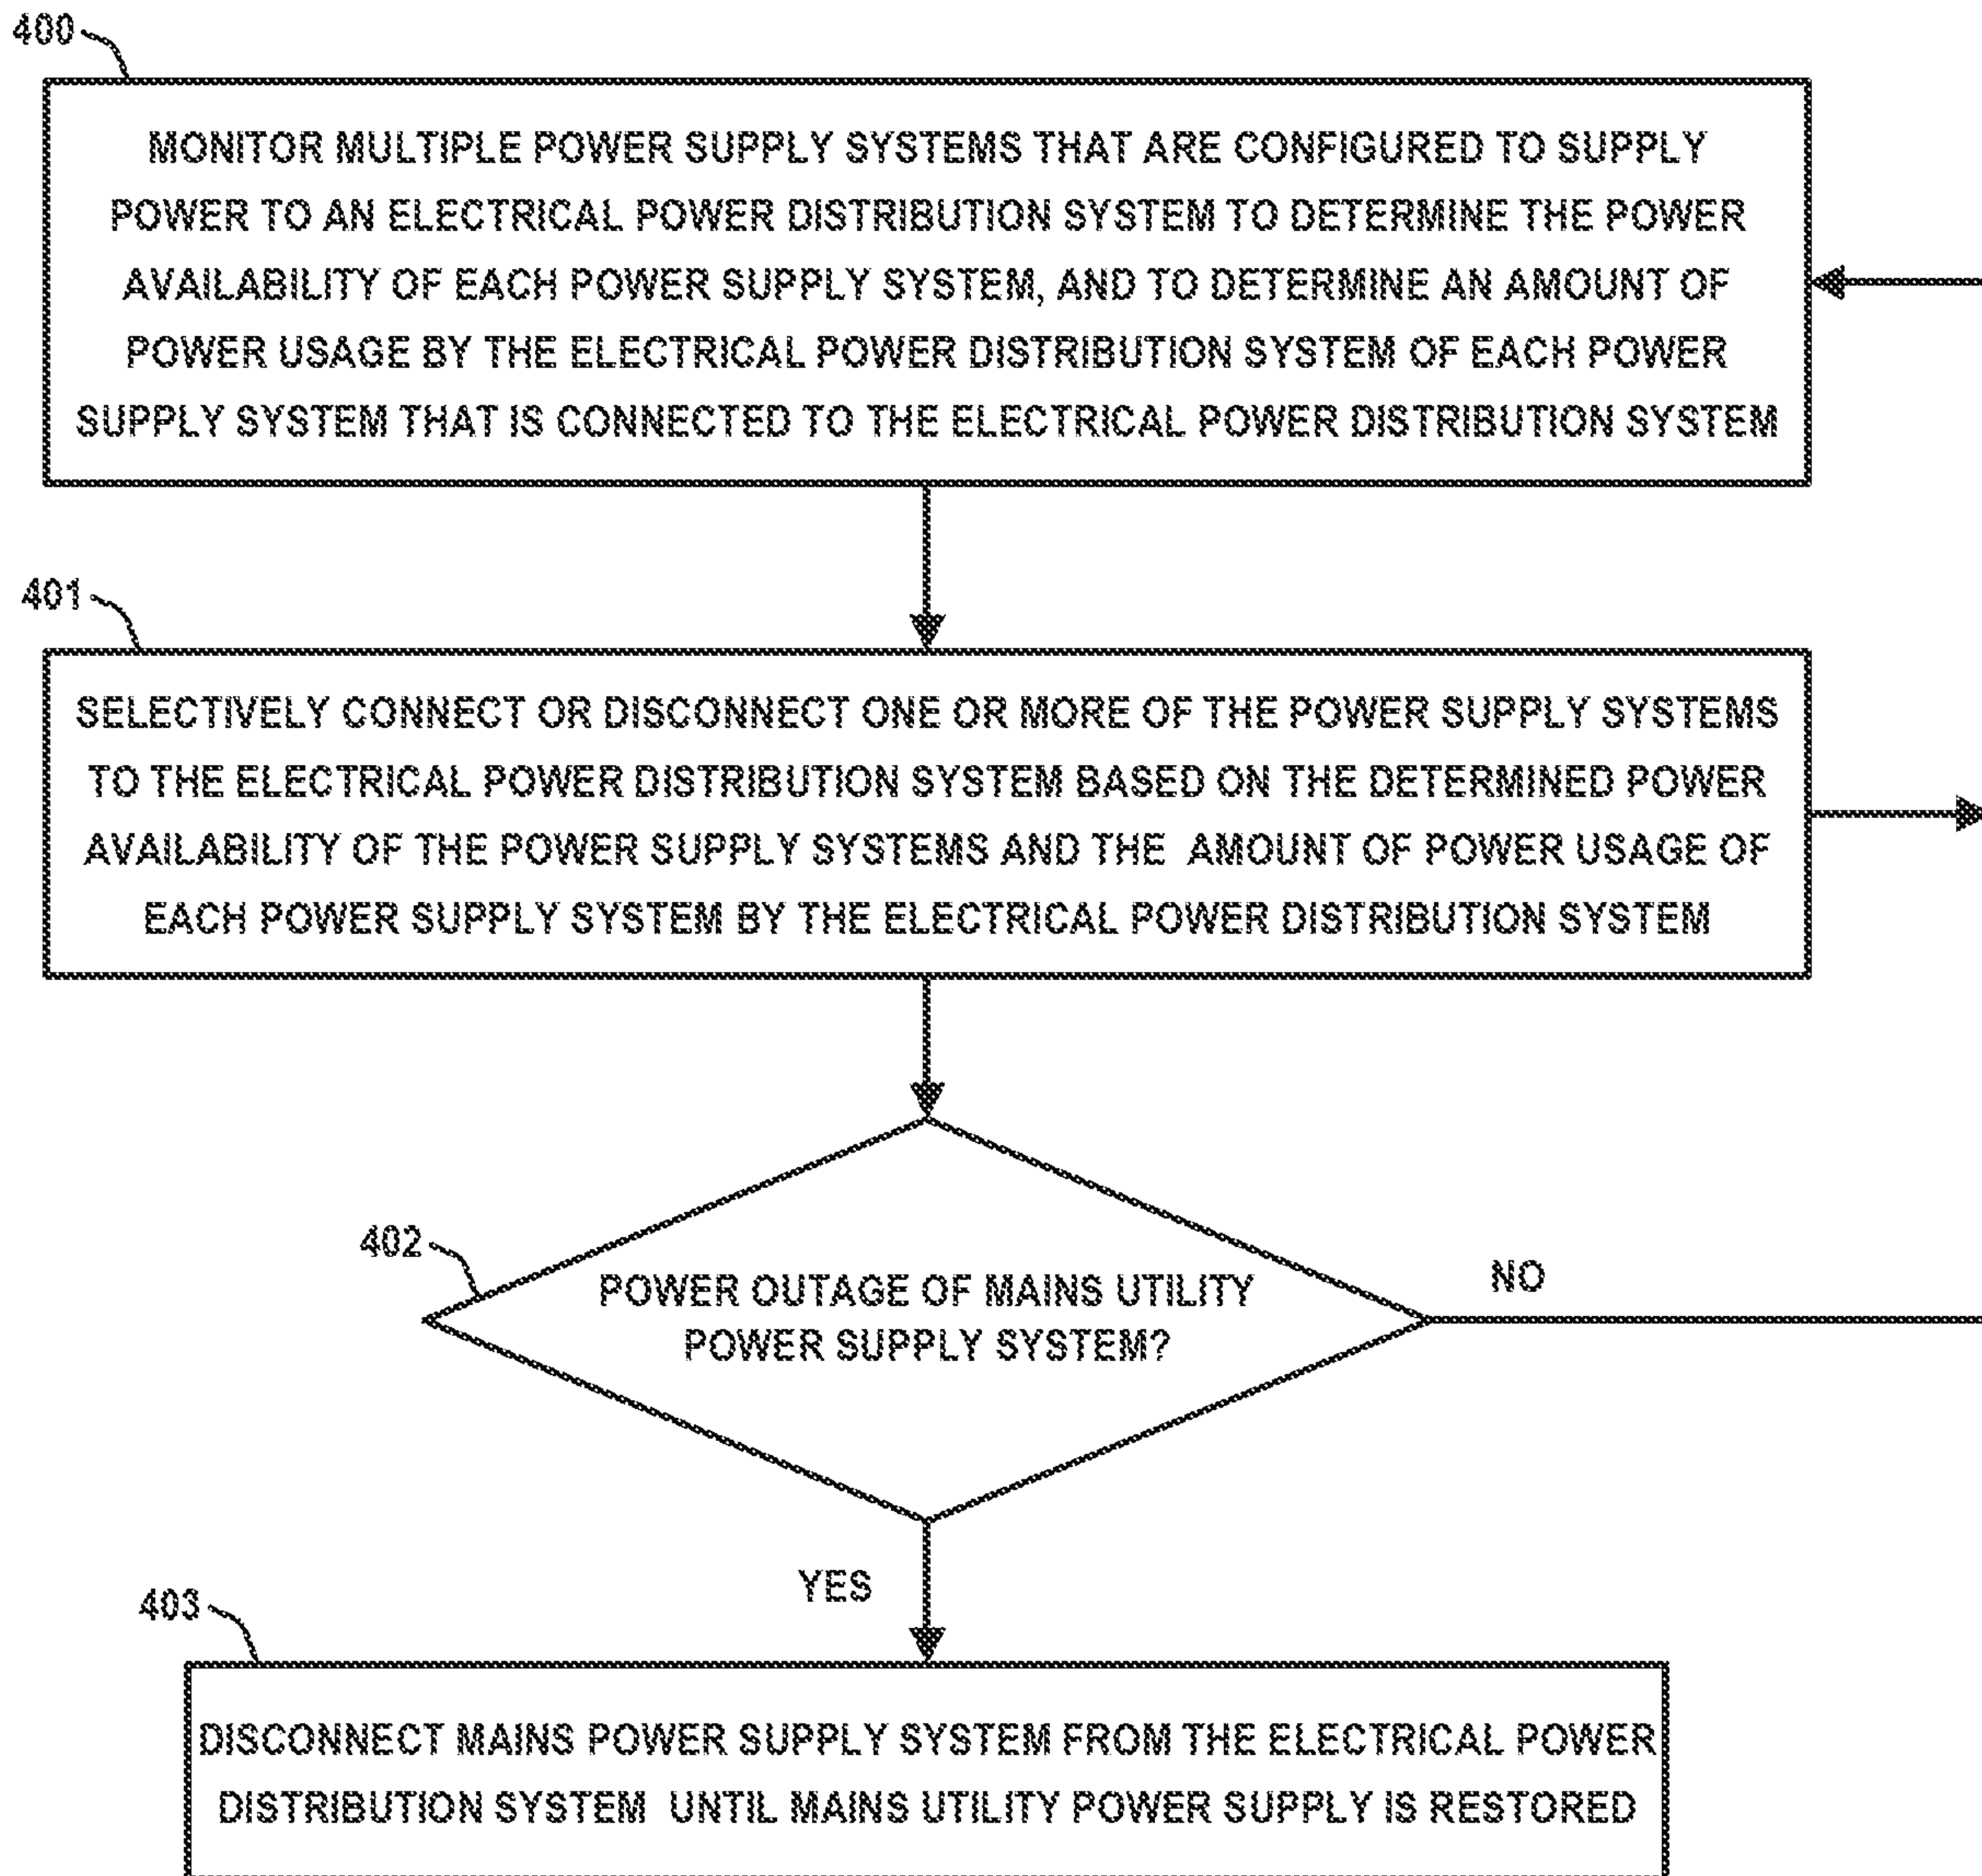 400
MONITOR MULTIPLE POWER SUPPLY SYSTEMS THAT ARE CONFIGURED TO SUPPLY
POWER TO AN ELECTRICAL POWER DISTRIBUTION SYSTEM TO DETERMINE THE POWER
AVAILABILITY OF EACH POWER SUPPLY SYSTEM, AND TO DETERMINE AN AMOUNT OF
POWER USAGE BY THE ELECTRICAL POWER DISTRIBUTION SYSTEM OF EACH POWER
SUPPLY SYSTEM THAT IS CONNECTED TO THE ELECTRICAL POWER DISTRIBUTION SYSTEM
401
SELECTIVELY CONNECT OR DISCONNECT ONE OR MORE OF THE POWER SUPPLY SYSTEMS
TO THE ELECTRICAL POWER DISTRIBUTION SYSTEM BASED ON THE DETERMINED POWER
AVAILABILITY OF THE POWER SUPPLY SYSTEMS AND THE AMOUNT OF POWER USAGE OF
EACH POWER SUPPLY SYSTEM BY THE ELECTRICAL POWER DISTRIBUTION SYSTEM
402
POWER OUTAGE OF MAINS UTILITY
POWER SUPPLY SYSTEM?
NO
YES
403
DISCONNECT MAINS POWER SUPPLY SYSTEM FROM THE ELECTRICAL POWER
DISTRIBUTION SYSTEM UNTIL MAINS UTILITY POWER SUPPLY IS RESTORED